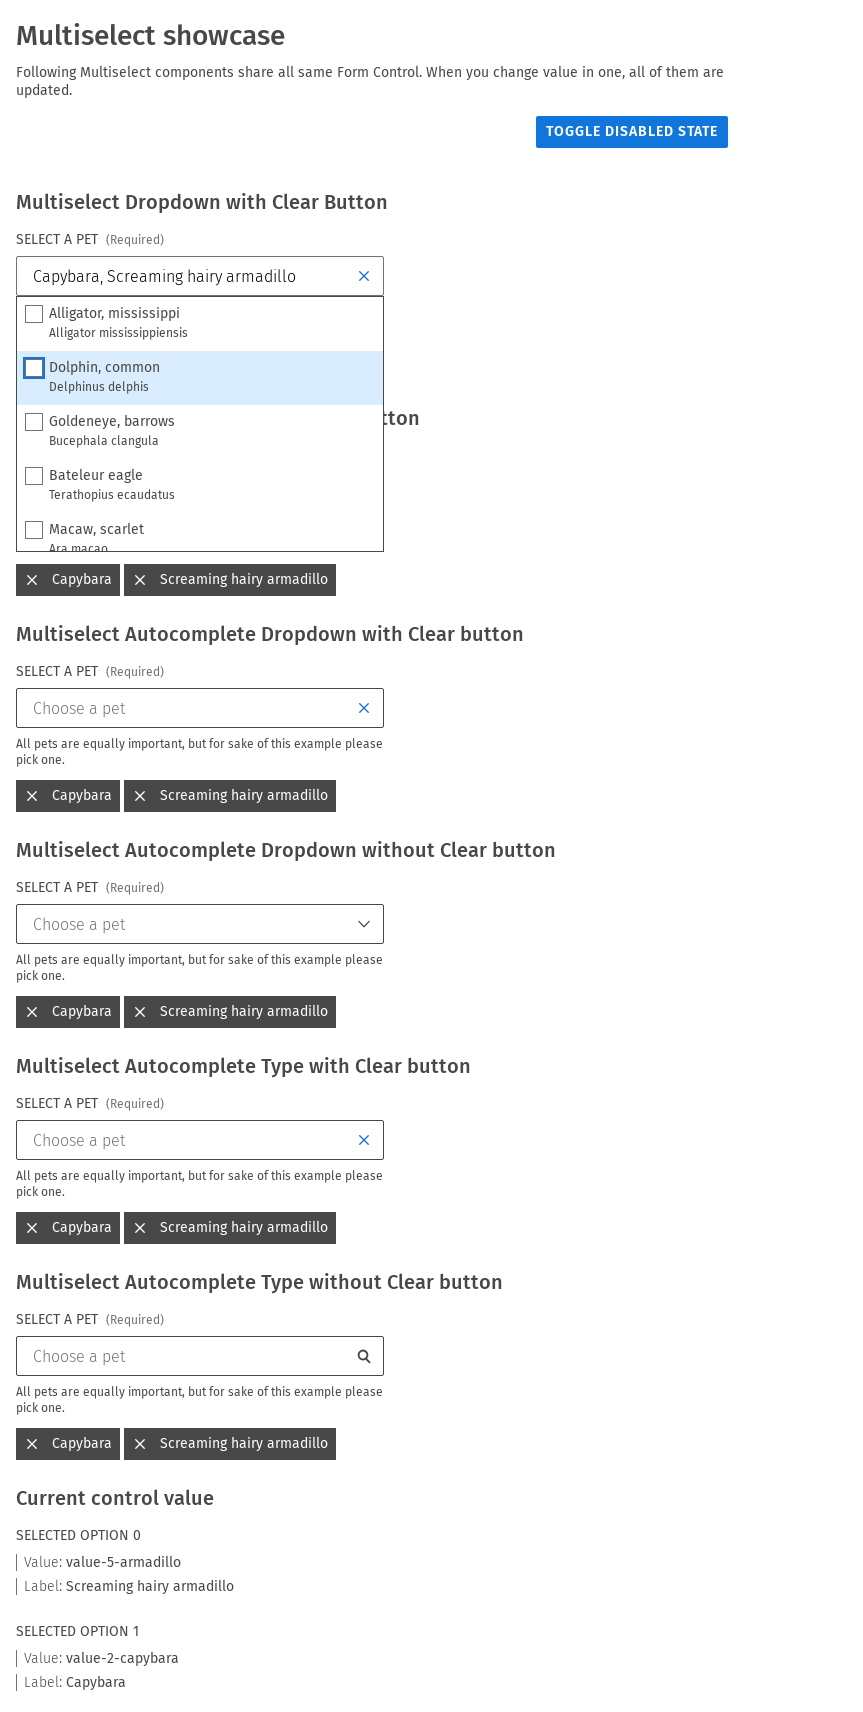 Multiselect showcase
Following Multiselect components share all same Form Control. When you change value in one, all of them are
updated.
TOGGLE DISABLED STATE
Multiselect Dropdown with Clear Button
SELECT A PET (Required)
Capybara, Screaming hairy armadillo
Alligator, mississippi
Alligator mississippiensis
Dolphin, common
Delphinus delphis
Goldeneye, barrows
Bucephala clangula
Bateleur eagle
Terathopius ecaudatus
Macaw, scarlet
Ara macao
Capybara Screaming hairy armadillo
Multiselect Autocomplete Dropdown with Clear button
SELECT A PET (Required)
Choose a pet
All pets are equally important, but for sake of this example please
pick one.
Capybara Screaming hairy armadillo
Multiselect Autocomplete Dropdown without Clear button
SELECT A PET (Required)
Choose a pet
All pets are equally important, but for sake of this example please
pick one.
Capybara Screaming hairy armadillo
Multiselect Autocomplete Type with Clear button
SELECT A PET (Required)
Choose a pet
All pets are equally important, but for sake of this example please
pick one.
Capybara Screaming hairy armadillo
Multiselect Autocomplete Type without Clear button
SELECT A PET (Required)
Choose a pet
All pets are equally important, but for sake of this example please
pick one.
Capybara Screaming hairy armadillo
Current control value
SELECTED OPTION 0
Value: value-5-armadillo
Label: Screaming hairy armadillo
SELECTED OPTION 1
Value: value-2-capybara
Label: Capybara